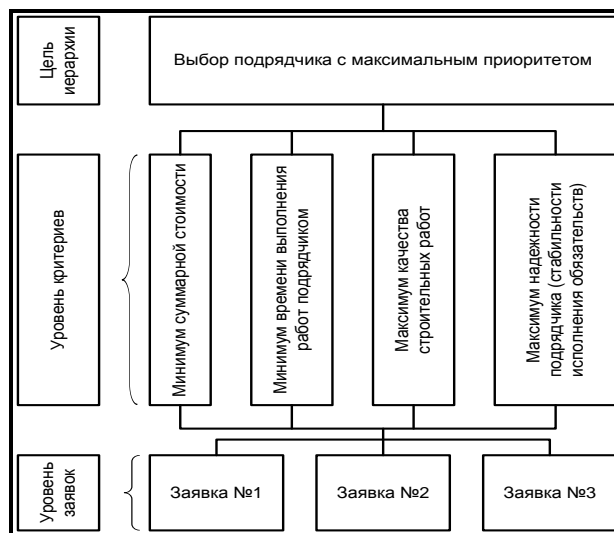 Цель
иерархии
Выбор подрядчика с максимальным приоритетом
Уровень критериев
Минимум суммарной стоимости
Минимум времени выполнения
работ подрядчиком
Максимум качества
строительных работ
Максимум надежности
подрядчика (стабильности
исполнения обязательств)
Уровень
заявок
Заявка №1
Заявка №2
Заявка №3